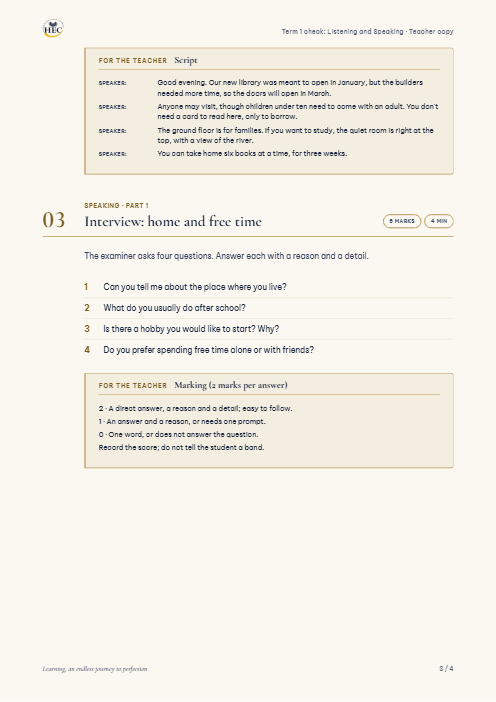 HEC
Term 1 check: Listening and Speaking · Teacher copy
FOR THE TEACHER Script
SPEAKER: Good evening. Our new library was meant to open in January, but the builders
needed more time, so the doors will open in March.
SPEAKER: Anyone may visit, though children under ten need to come with an adult. You don't
need a card to read here, only to borrow.
SPEAKER: The ground floor is for families. If you want to study, the quiet room is right at the
top, with a view of the river.
SPEAKER: You can take home six books at a time, for three weeks.
SPEAKING · PART 1
03 Interview: home and free time 8 MARKS 4 MIN
The examiner asks four questions. Answer each with a reason and a detail.
1 Can you tell me about the place where you live?
2 What do you usually do after school?
3 Is there a hobby you would like to start? Why?
4 Do you prefer spending free time alone or with friends?
FOR THE TEACHER Marking (2 marks per answer)
2 · A direct answer, a reason and a detail; easy to follow.
1 · An answer and a reason, or needs one prompt.
0 · One word, or does not answer the question.
Record the score; do not tell the student a band.
Learning, an endless journey to perfection
3 / 4